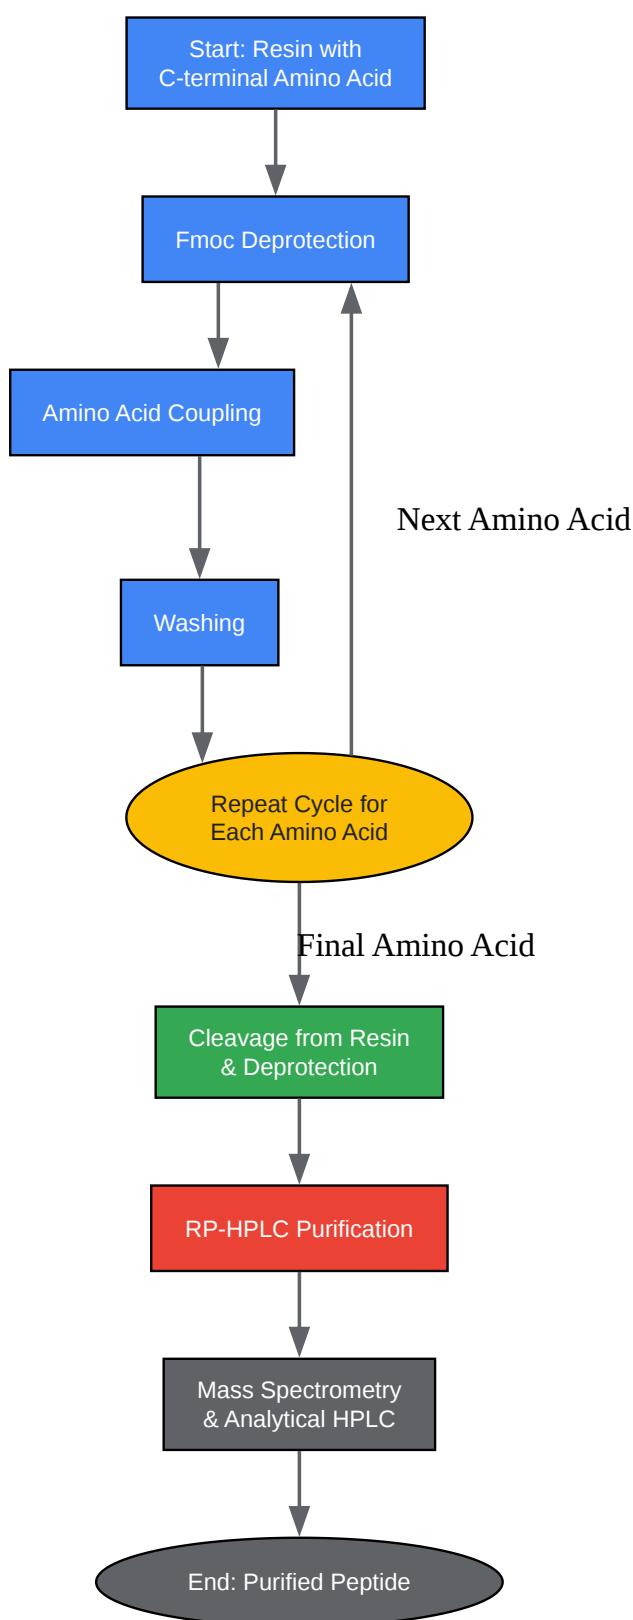 Start: Resin with
C-terminal Amino Acid
Fmoc Deprotection
Amino Acid Coupling
Next Amino Acid
Washing
Repeat Cycle for
Each Amino Acid
Final Amino Acid
Cleavage from Resin
& Deprotection
RP-HPLC Purification
Mass Spectrometry
& Analytical HPLC
End: Purified Peptide